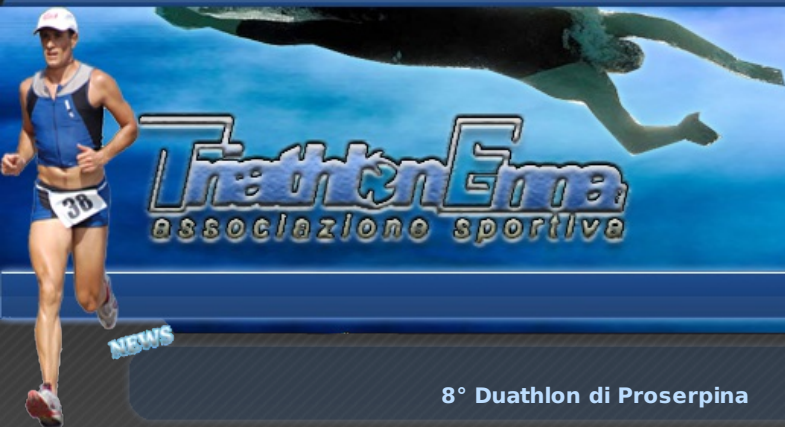 TriathlonEnna
associazione sportiva
38
NEWS
8° Duathlon di Proserpina